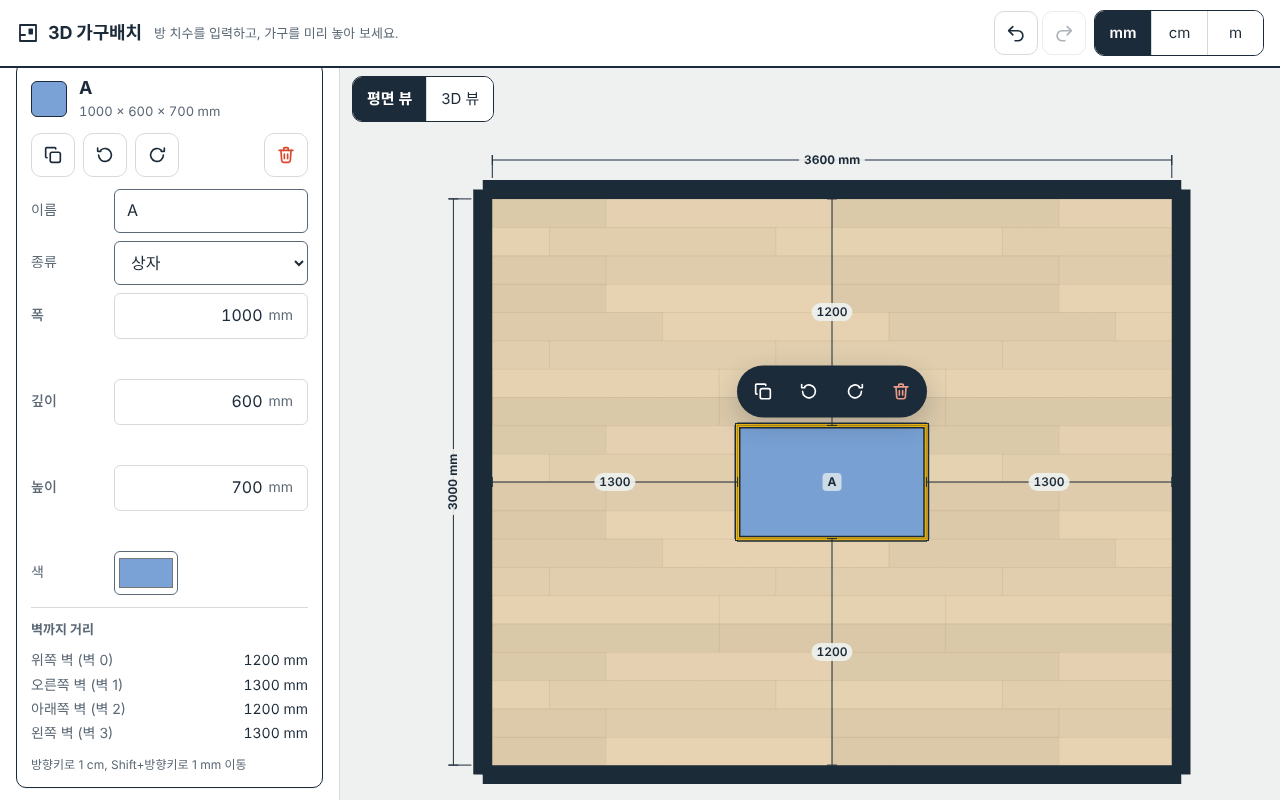 3D 가구배치 방 치수를 입력하고, 가구를 미리 놓아 보세요.
mm cm m
A
1000 × 600 × 700 mm
이름 A
종류 상자
폭 1000 mm
깊이 600 mm
높이 700 mm
색
벽까지 거리
위쪽 벽 (벽 0) 1200 mm
오른쪽 벽 (벽 1) 1300 mm
아래쪽 벽 (벽 2) 1200 mm
왼쪽 벽 (벽 3) 1300 mm
방향키로 1 cm, Shift+방향키로 1 mm 이동
평면 뷰 3D 뷰
3600 mm
3000 mm
1200
1300 A 1300
1200